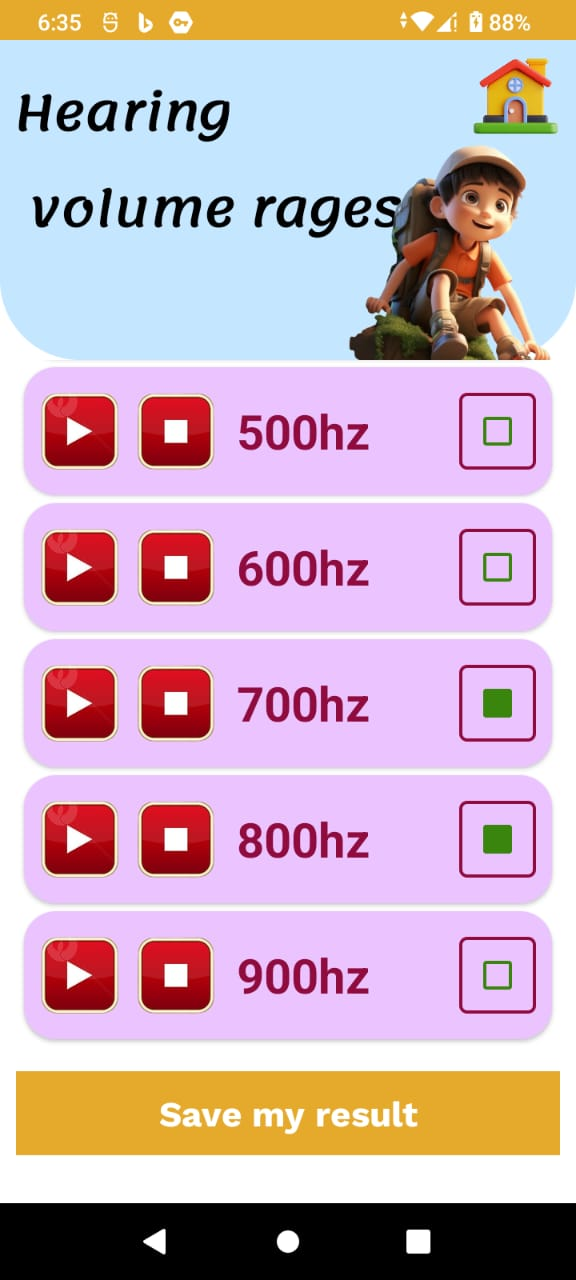 6:35 88%
Hearing
volume rages
500hz
600hz
700hz
800hz
900hz
Save my result